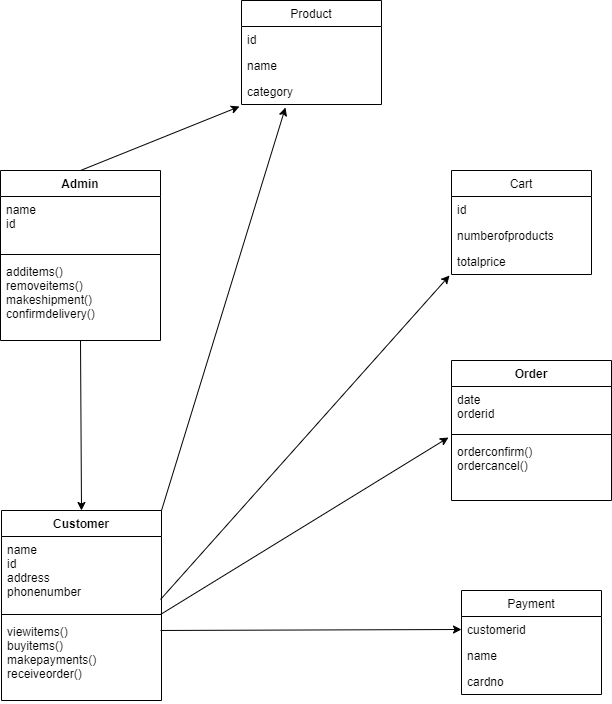 Product
id
name
category
Admin
name
id
additems()
removeitems()
makeshipment()
confirmdelivery()
Cart
id
numberofproducts
totalprice
Order
date
orderid
orderconfirm()
ordercancel()
Customer
name
id
address
phonenumber
viewitems()
buyitems()
makepayments()
receiveorder()
Payment
customerid
name
cardno